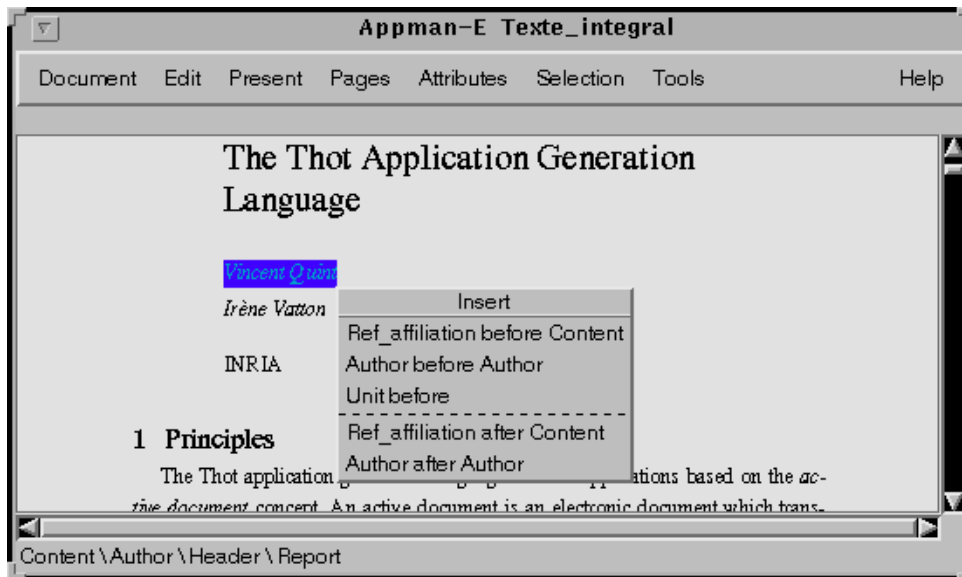 Appman-E Texte_integral
Document Edit Present Pages Attributes Selection Tools Help
The Thot Application Generation
Language
Vincent Quint
Irène Vatton
INRIA
Insert
Ref_affiliation before Content
Author before Author
Unit before
Ref_affiliation after Content
Author after Author
1 Principles
The Thot application based on the ac-
tive document concept. An active document is an electronic document which trans-
Content \ Author \ Header \ Report